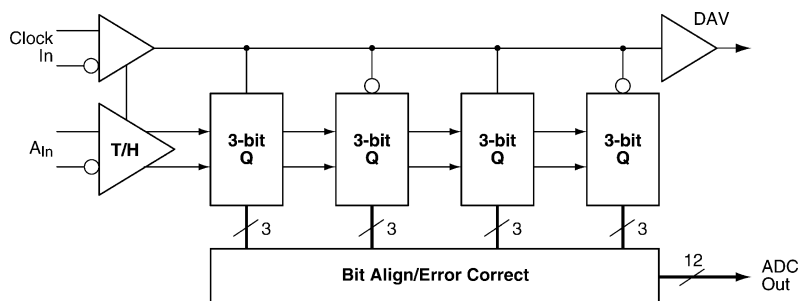 Clock
In
DAV
AIn
T/H
3-bit
Q
3-bit
Q
3-bit
Q
3-bit
Q
3
3
3
3
Bit Align/Error Correct
12
ADC
Out